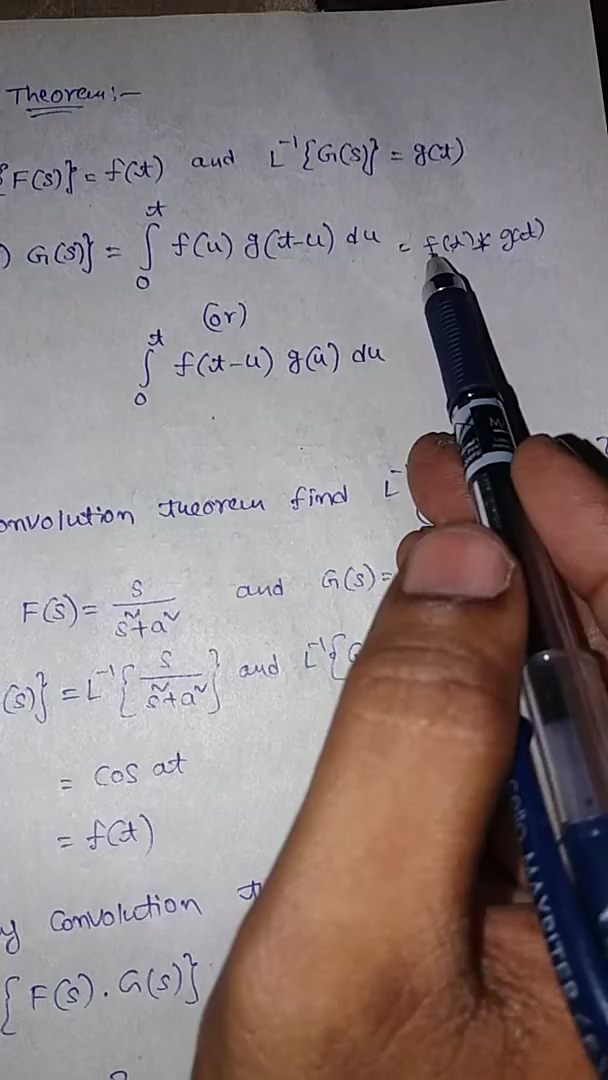 Theorem:-
{F(s)} = f(t) and L⁻¹{G(s)} = g(t)
) G(s)} = ∫₀ᵗ f(u) g(t-u) du = f(t) * g(t)
(or)
∫₀ᵗ f(t-u) g(u) du
onvolution theorem find L⁻
F(s) = s/(s²+a²) and G(s) =
(s)} = L⁻¹{s/(s²+a²)} and L⁻¹{G
= cos at
= f(t)
y convolution t
{F(s). G(s)}